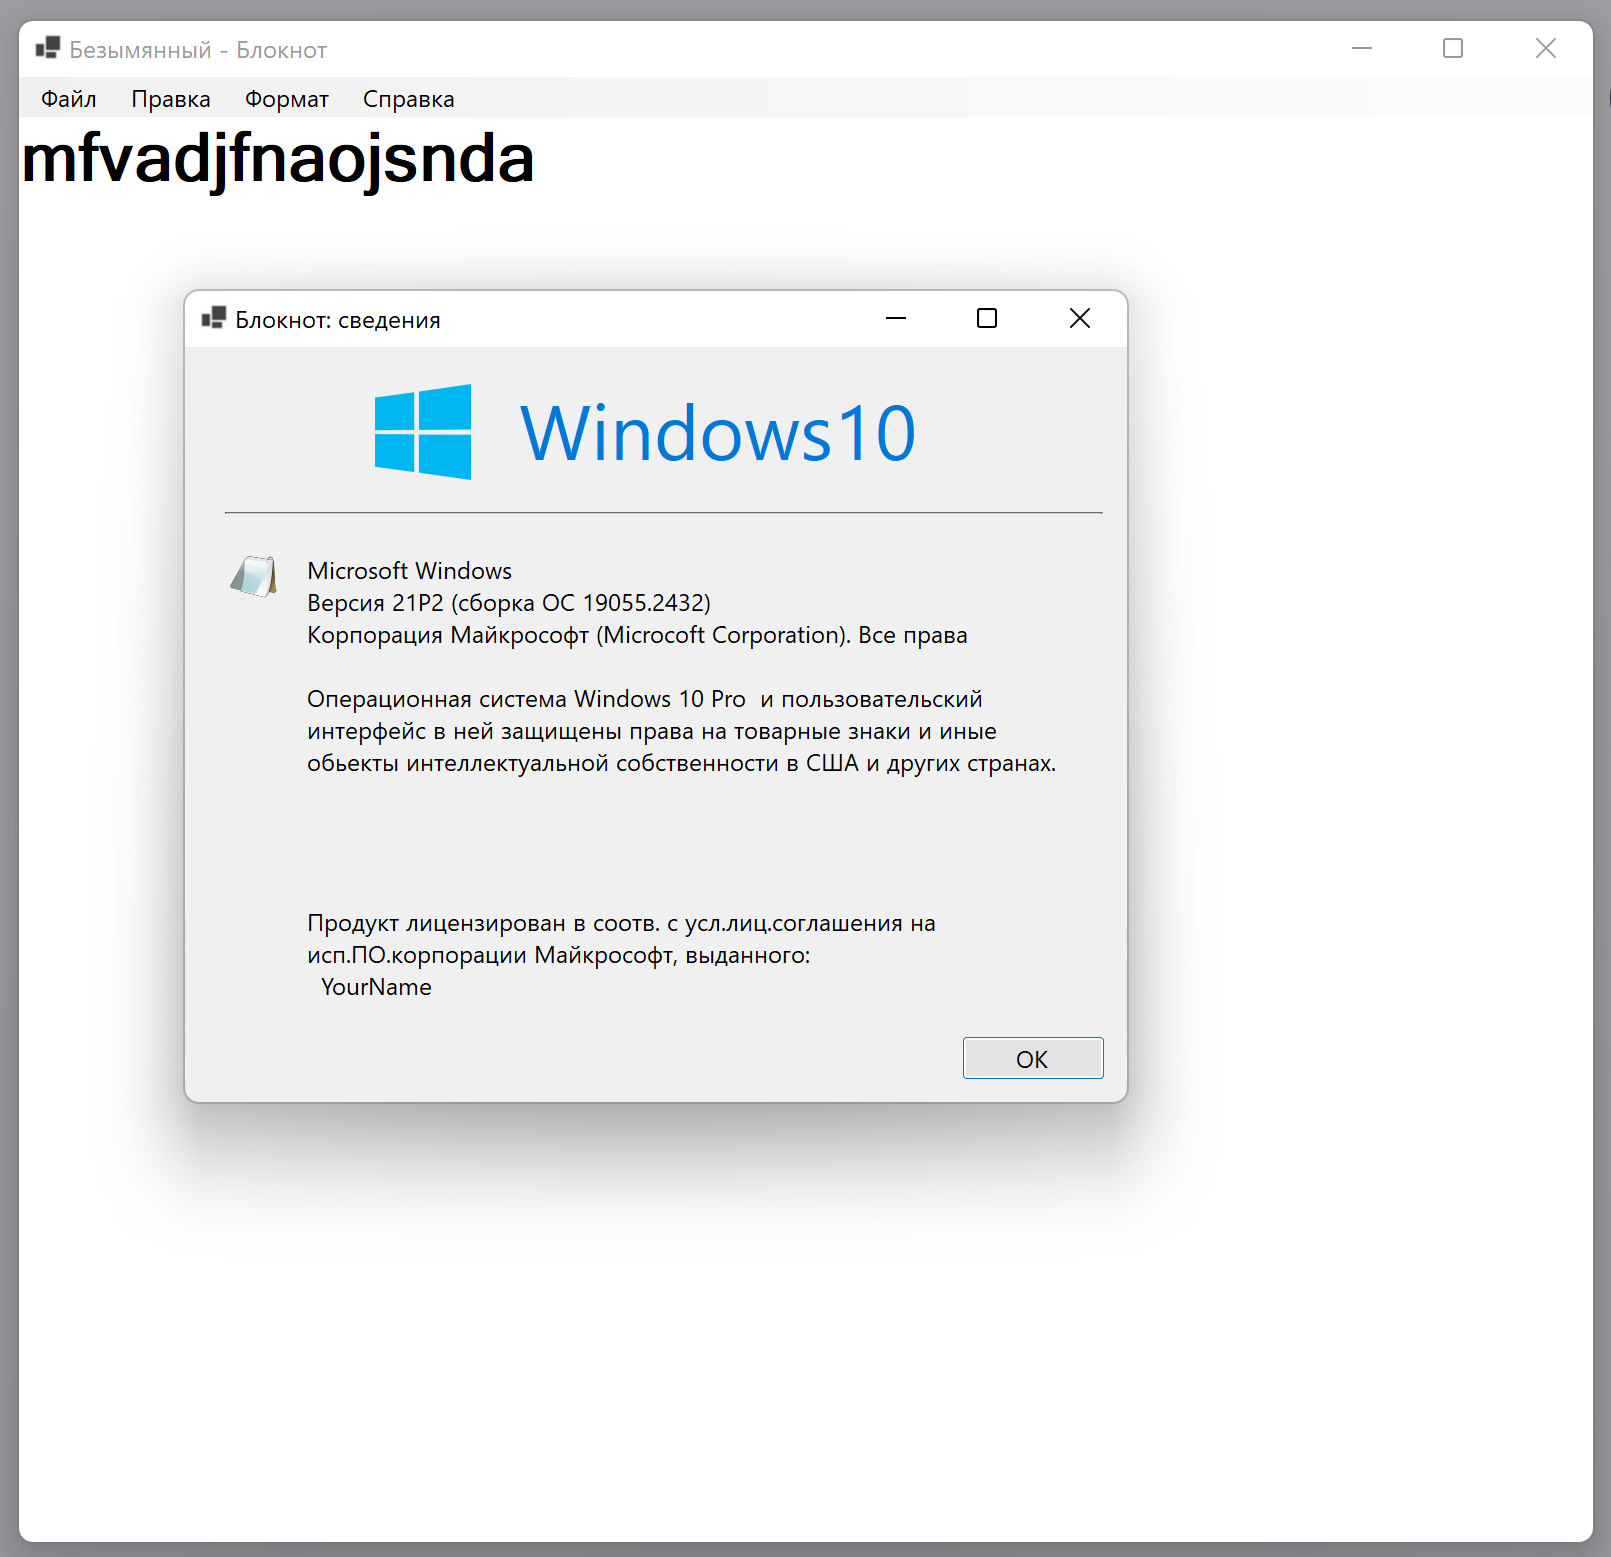 Безымянный - Блокнот
Файл Правка Формат Справка
mfvadjfnaojsnda
Блокнот: сведения
Windows10
Microsoft Windows
Версия 21P2 (сборка ОС 19055.2432)
Корпорация Майкрософт (Microcoft Corporation). Все права
Операционная система Windows 10 Pro  и пользовательский
интерфейс в ней защищены права на товарные знаки и иные
обьекты интеллектуальной собственности в США и других странах.
Продукт лицензирован в соотв. с усл.лиц.соглашения на
исп.ПО.корпорации Майкрософт, выданного:
YourName
ОК